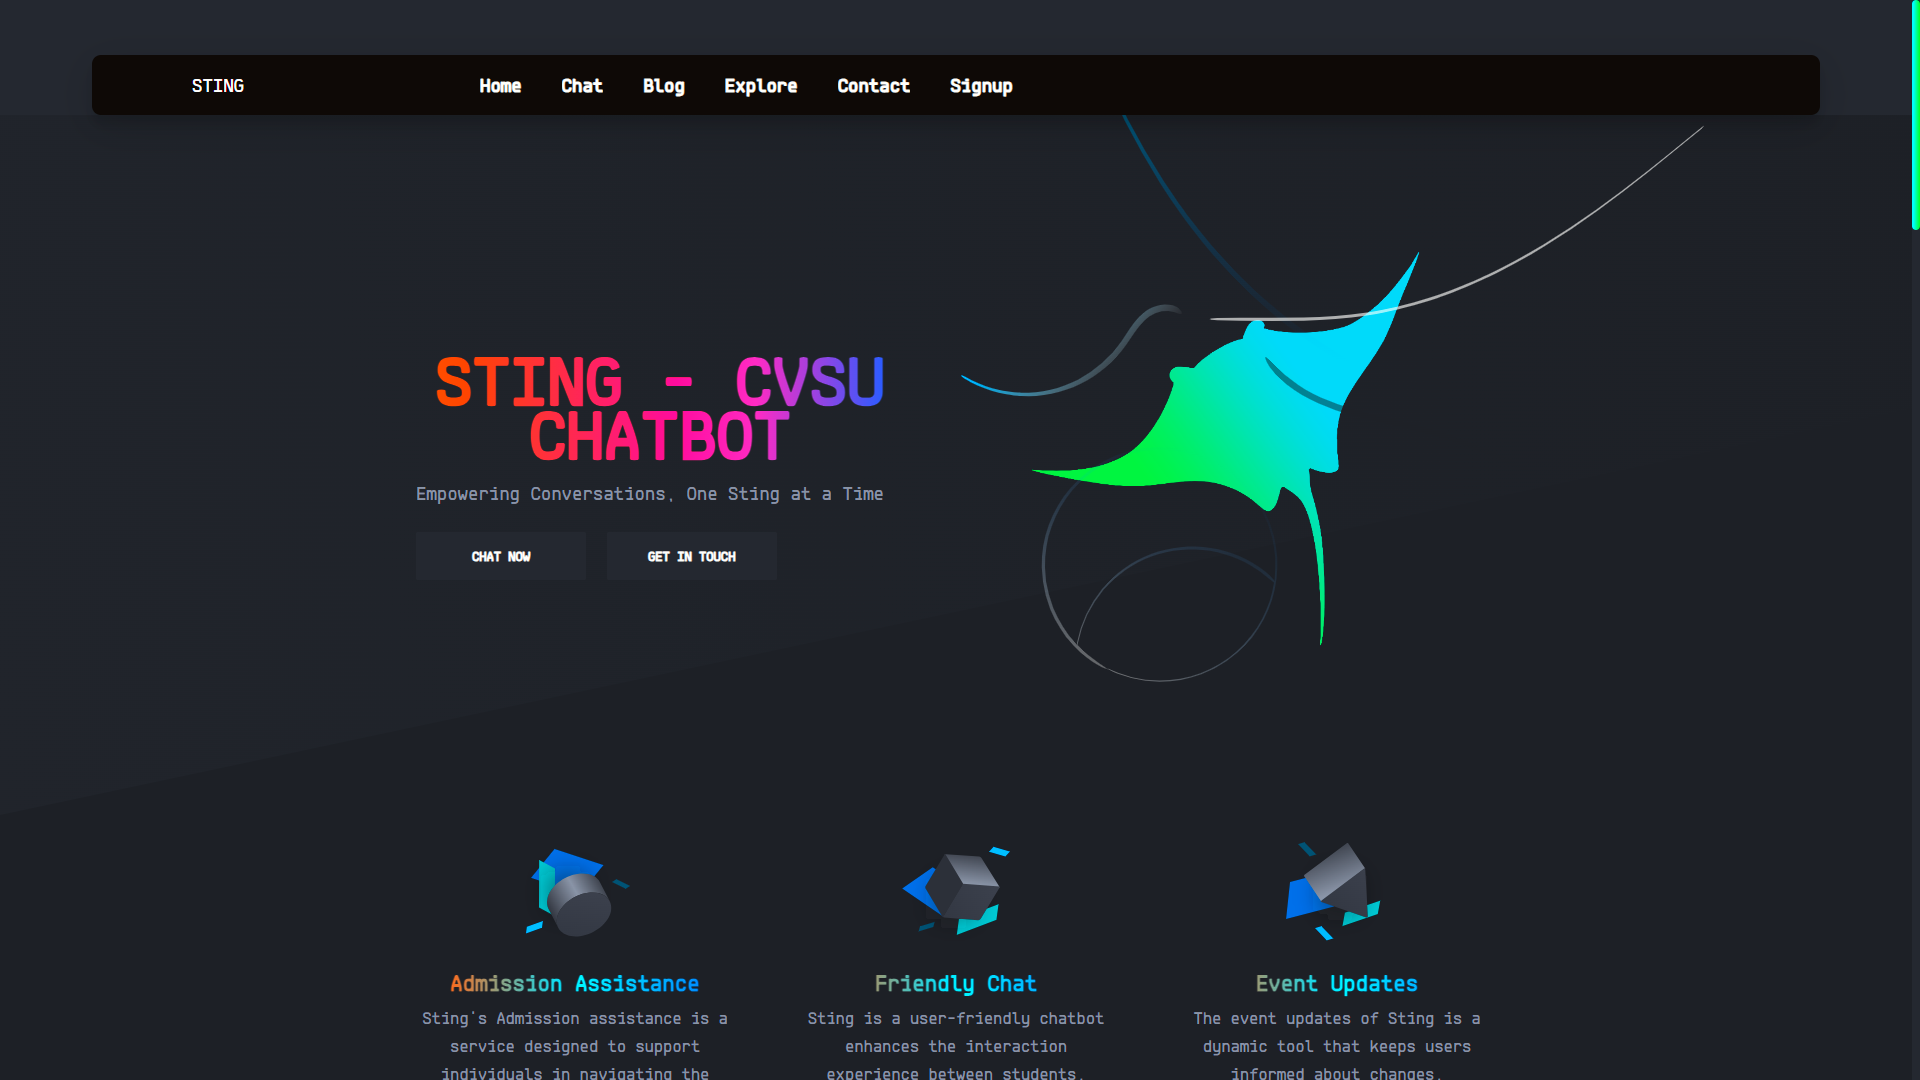 STING
Home Chat Blog Explore Contact Signup
STING - CVSU
CHATBOT
Empowering Conversations, One Sting at a Time
CHAT NOW
GET IN TOUCH
Admission Assistance
Sting's Admission assistance is a
service designed to support
individuals in navigating the
Friendly Chat
Sting is a user-friendly chatbot
enhances the interaction
experience between students,
Event Updates
The event updates of Sting is a
dynamic tool that keeps users
informed about changes,